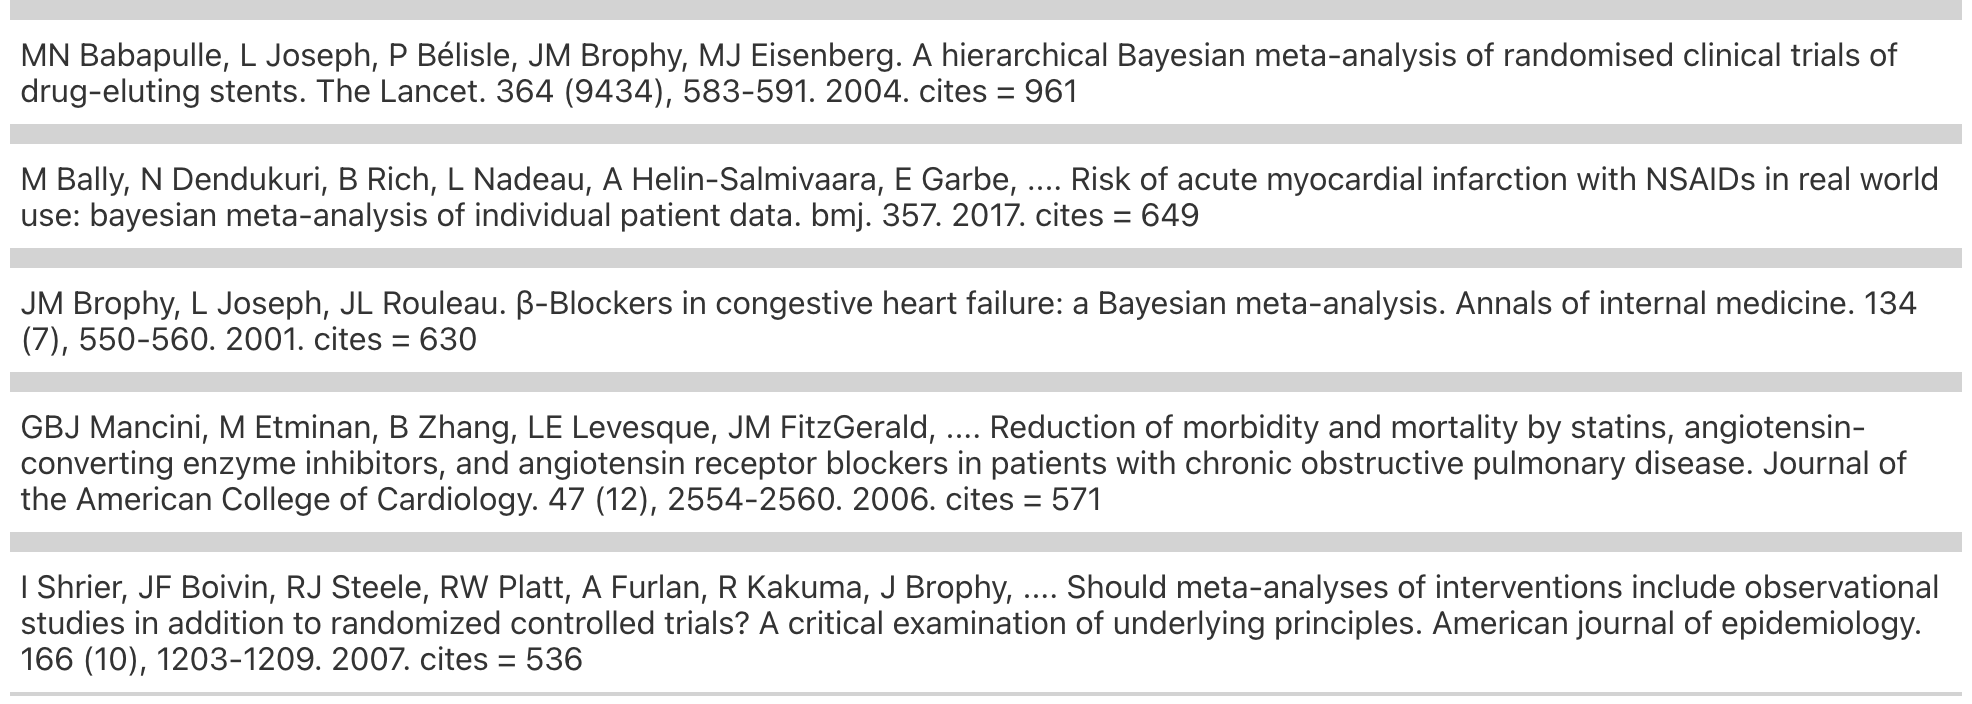 MN Babapulle, L Joseph, P Bélisle, JM Brophy, MJ Eisenberg. A hierarchical Bayesian meta-analysis of randomised clinical trials of
drug-eluting stents. The Lancet. 364 (9434), 583-591. 2004. cites = 961
M Bally, N Dendukuri, B Rich, L Nadeau, A Helin-Salmivaara, E Garbe, .... Risk of acute myocardial infarction with NSAIDs in real world
use: bayesian meta-analysis of individual patient data. bmj. 357. 2017. cites = 649
JM Brophy, L Joseph, JL Rouleau. β-Blockers in congestive heart failure: a Bayesian meta-analysis. Annals of internal medicine. 134
(7), 550-560. 2001. cites = 630
GBJ Mancini, M Etminan, B Zhang, LE Levesque, JM FitzGerald, .... Reduction of morbidity and mortality by statins, angiotensin-
converting enzyme inhibitors, and angiotensin receptor blockers in patients with chronic obstructive pulmonary disease. Journal of
the American College of Cardiology. 47 (12), 2554-2560. 2006. cites = 571
I Shrier, JF Boivin, RJ Steele, RW Platt, A Furlan, R Kakuma, J Brophy, .... Should meta-analyses of interventions include observational
studies in addition to randomized controlled trials? A critical examination of underlying principles. American journal of epidemiology.
166 (10), 1203-1209. 2007. cites = 536